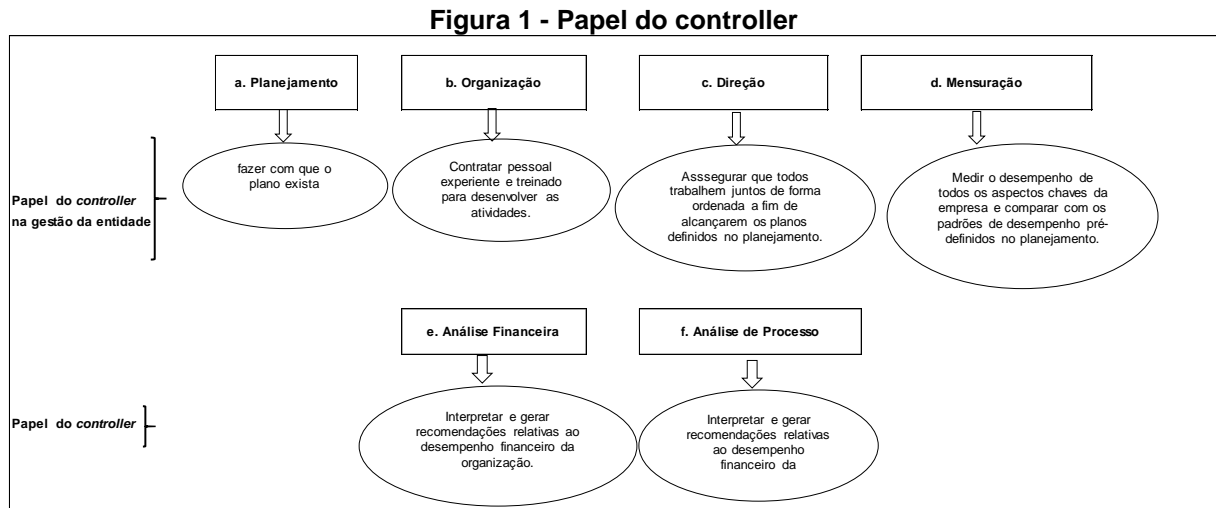 Figura 1 - Papel do controller
a. Planejamento
b. Organização
c. Direção
d. Mensuração
Papel do controller
na gestão da entidade
fazer com que o
plano exista
Contratar pessoal
experiente e treinado
para desenvolver as
atividades.
Asssegurar que todos
trabalhem juntos de forma
ordenada a fim de
alcançarem os planos
definidos no planejamento.
Medir o desempenho de
todos os aspectos chaves da
empresa e comparar com os
padrões de desempenho pré-
definidos no planejamento.
e. Análise Financeira
f. Análise de Processo
Papel do controller
Interpretar e gerar
recomendações relativas ao
desempenho financeiro da
organização.
Interpretar e gerar
recomendações relativas
ao desempenho
financeiro da